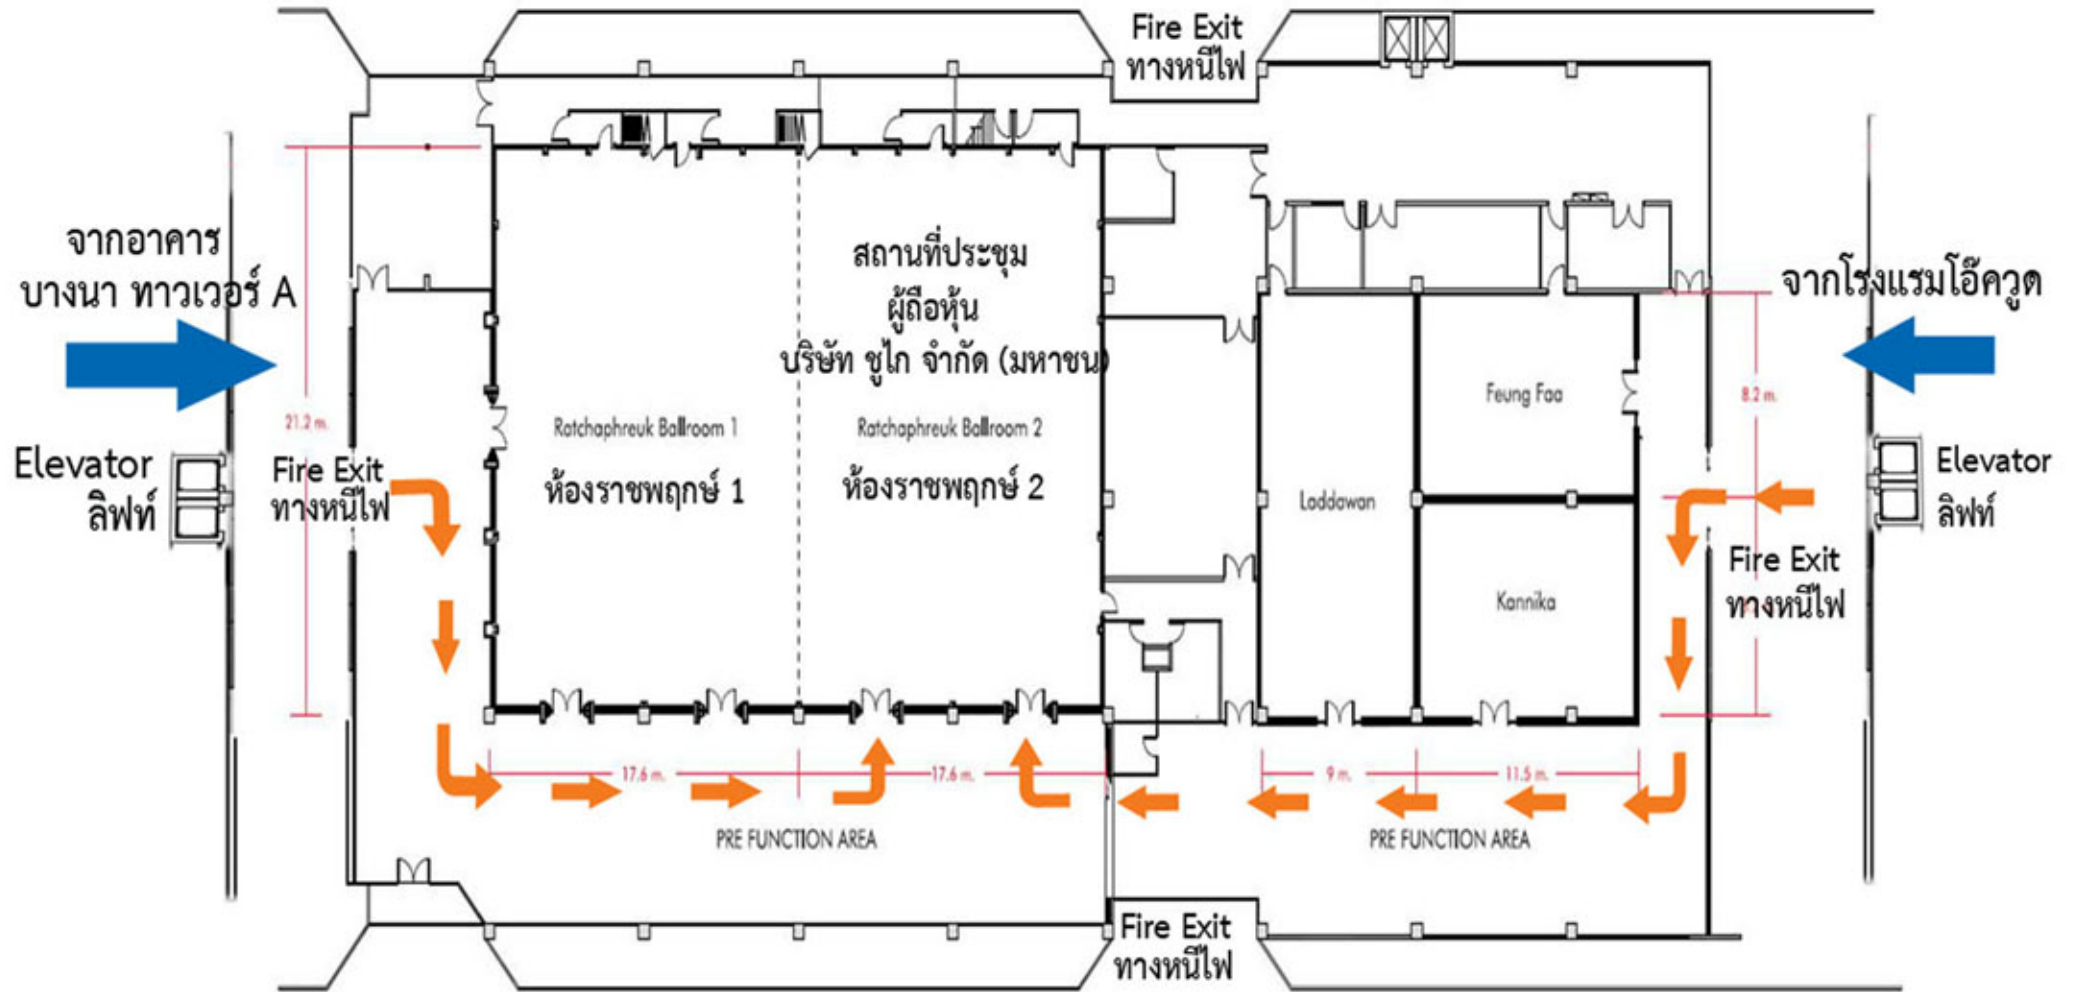 Fire Exit
ทางหนีไฟ
จากอาคาร
บางนา ทาวเวอร์ A
สถานที่ประชุม
ผู้ถือหุ้น
บริษัท ชูไก จำกัด (มหาชน)
จากโรงแรมโอ๊ควูด
21.2 m.
Ratchaphreuk Ballroom 1
ห้องราชพฤกษ์ 1
Ratchaphreuk Ballroom 2
ห้องราชพฤกษ์ 2
Feung Faa
8.2 m.
Elevator
ลิฟท์
Fire Exit
ทางหนีไฟ
Laddawan
Kannika
Elevator
ลิฟท์
Fire Exit
ทางหนีไฟ
17.6 m.
17.6 m.
9 m.
11.5 m.
PRE FUNCTION AREA
PRE FUNCTION AREA
Fire Exit
ทางหนีไฟ